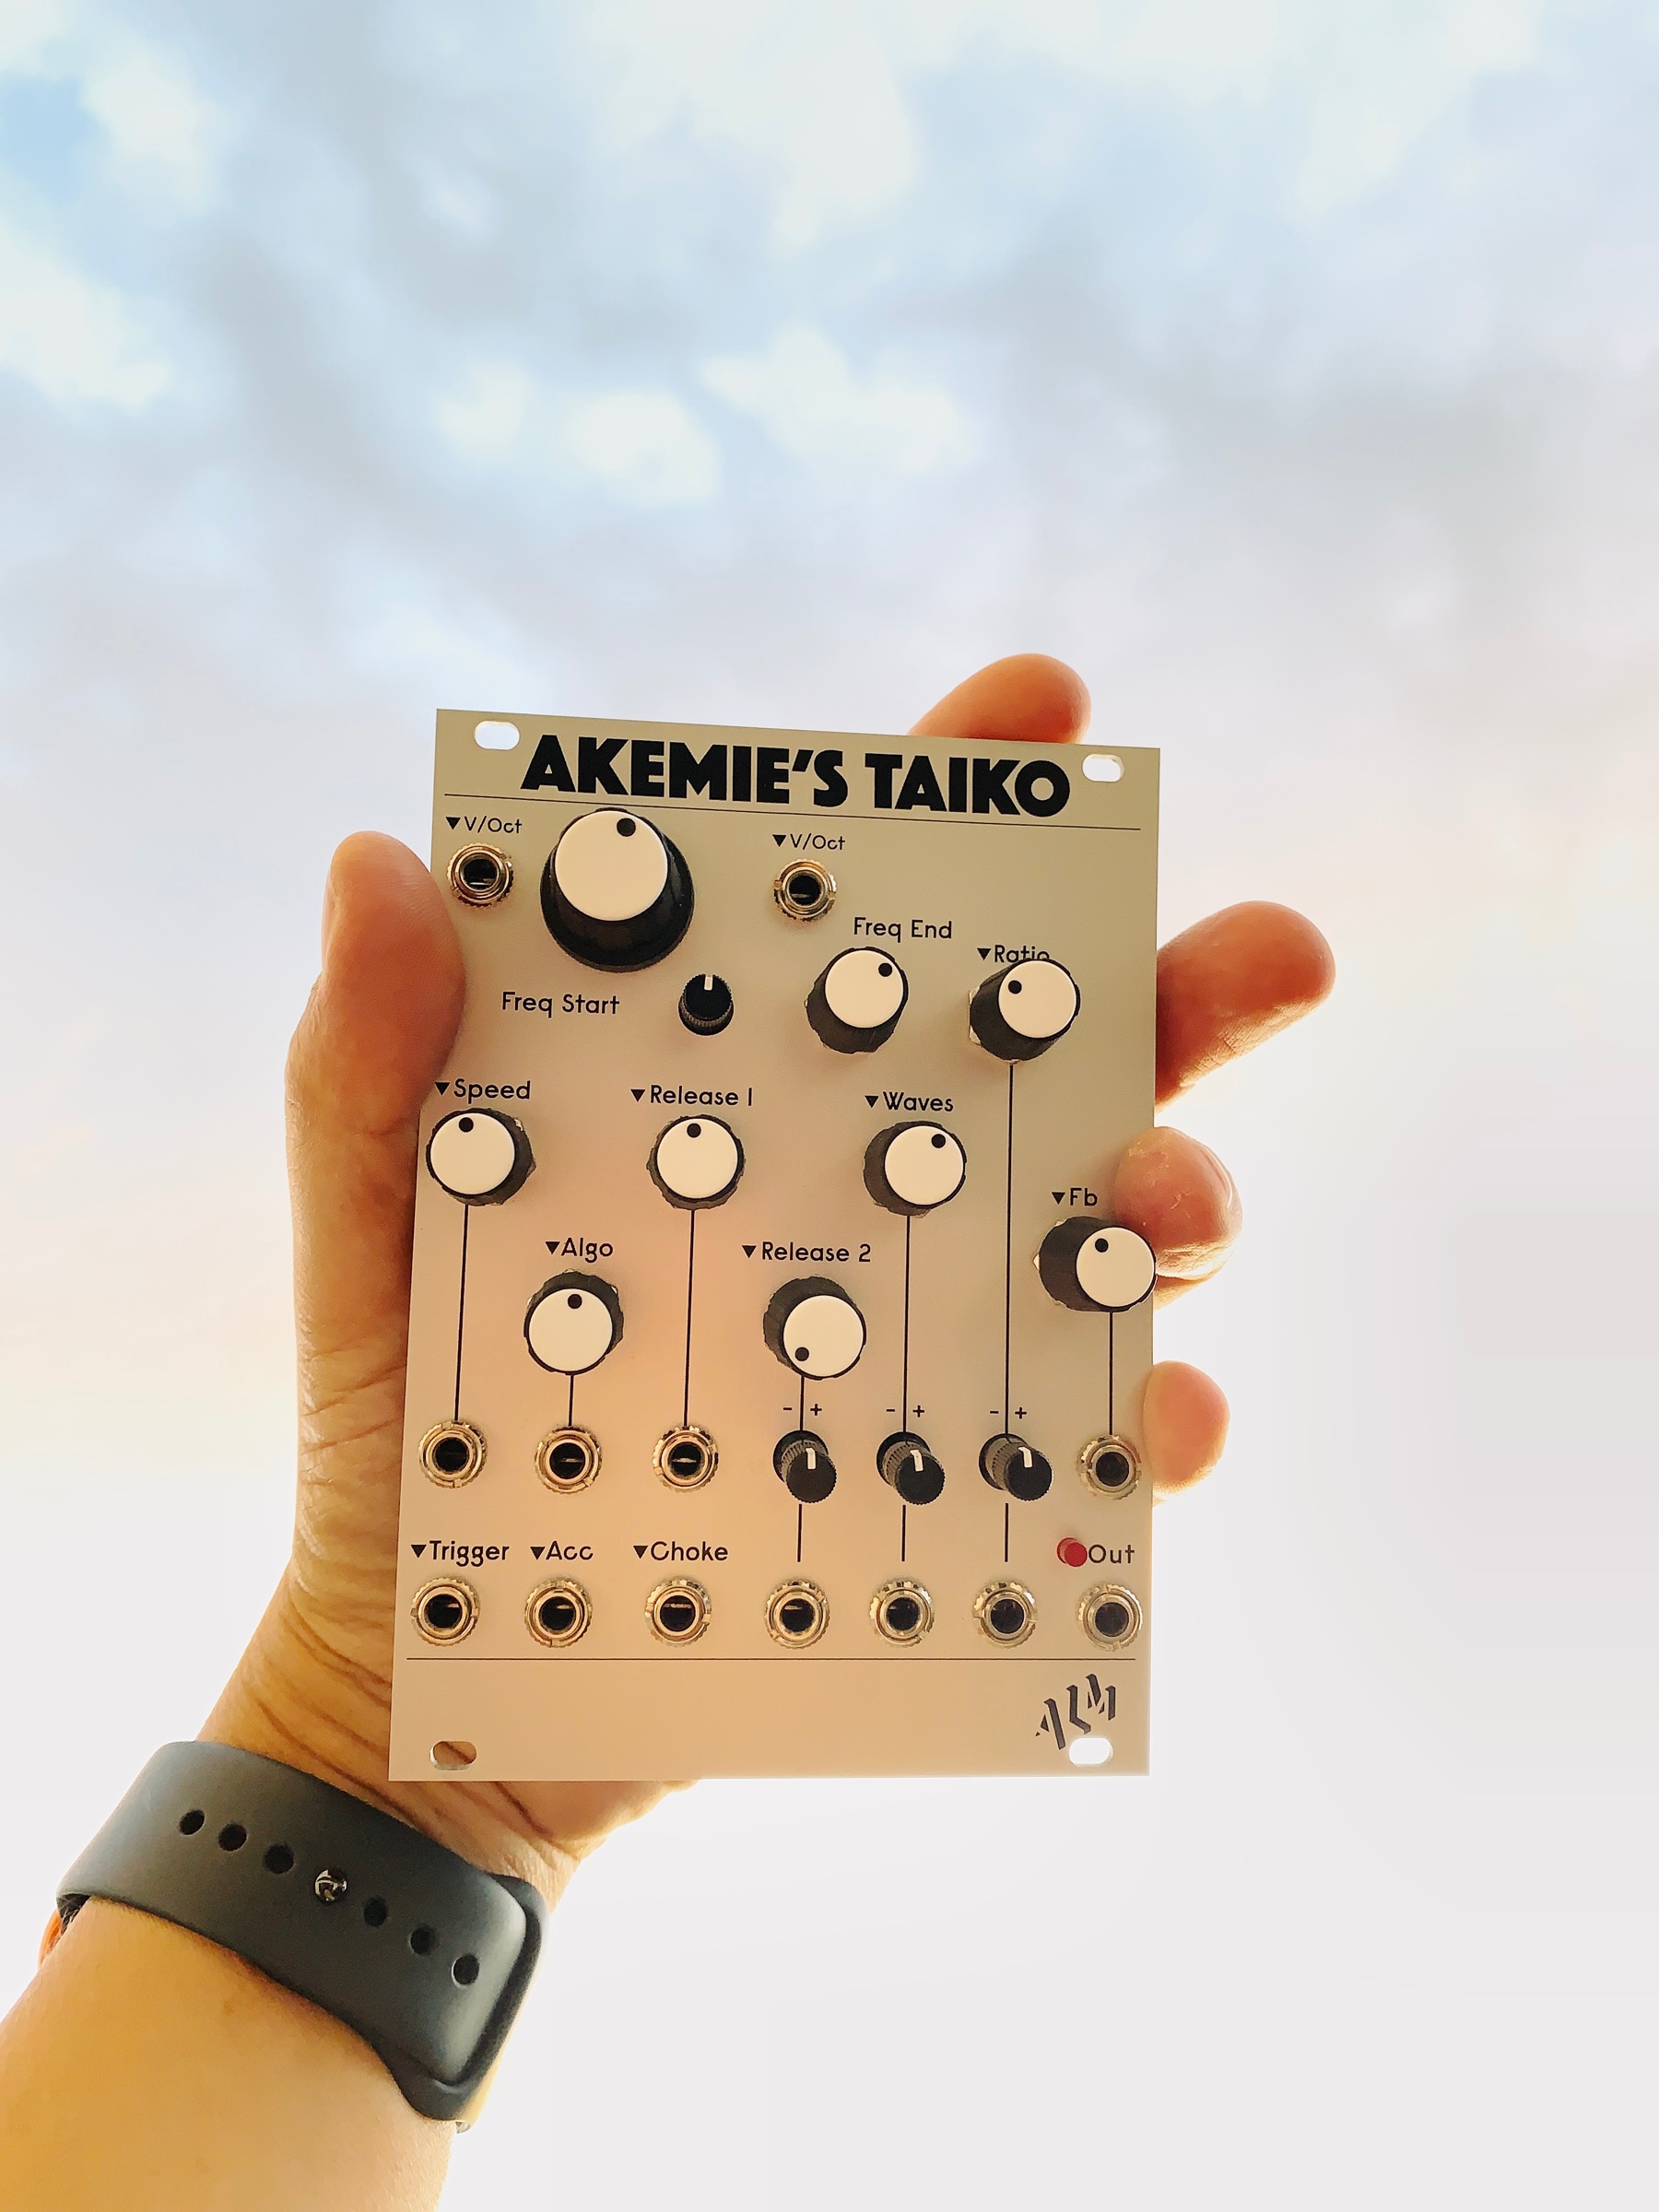 AKEMIE'S TAIKO
▼V/Oct
▼V/Oct
Freq End
▼Ratio
Freq Start
▼Speed
▼Release 1
▼Waves
▼Fb
▼Algo
▼Release 2
- +
- +
- +
▼Trigger
▼Acc
▼Choke
Out
ALM